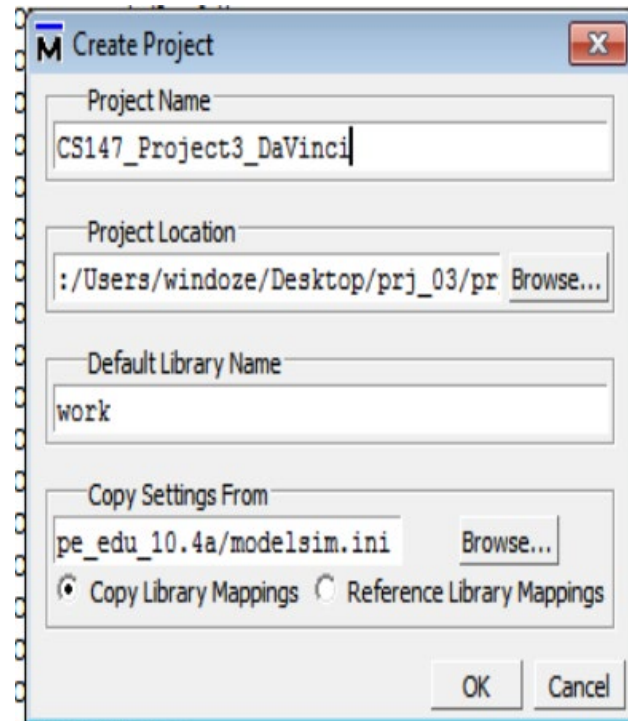 M Create Project
Project Name
CS147_Project3_DaVinci
Project Location
:/Users/windoze/Desktop/prj_03/pr Browse...
Default Library Name
work
Copy Settings From
pe_edu_10.4a/modelsim.ini Browse...
Copy Library Mappings Reference Library Mappings
OK Cancel